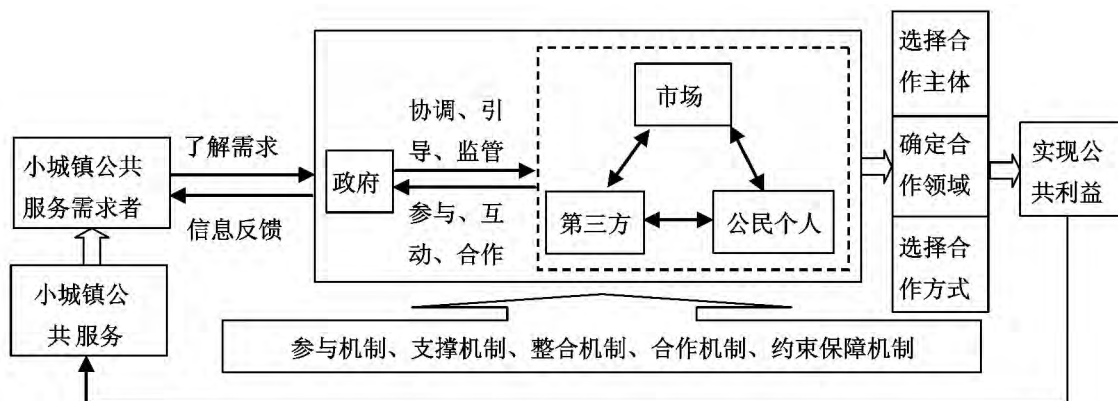 小城镇公共
服务需求者
小城镇公
共服务
了解需求
信息反馈
政府
协调、引
导、监管
参与、互
动、合作
市场
第三方
公民个人
选择合
作主体
确定合
作领域
选择合
作方式
实现公
共利益
参与机制、支撑机制、整合机制、合作机制、约束保障机制